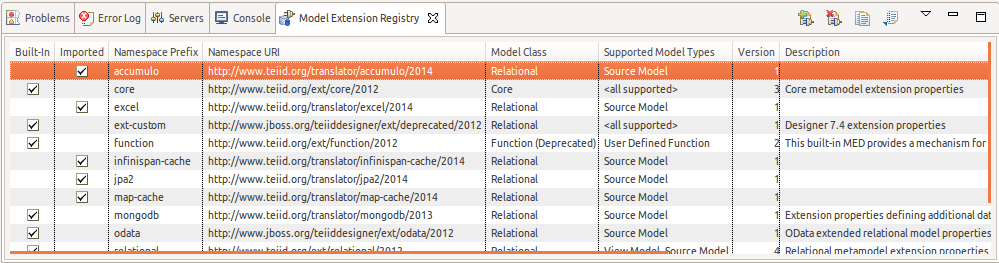 Problems Error Log Servers Console Model Extension Registry
Built-In Imported Namespace Prefix Namespace URI Model Class Supported Model Types Version Description
accumulo http://www.teiid.org/translator/accumulo/2014 Relational Source Model 1
core http://www.teiid.org/ext/core/2012 Core <all supported> 3 Core metamodel extension properties
excel http://www.teiid.org/translator/excel/2014 Relational Source Model 1
ext-custom http://www.jboss.org/teiiddesigner/ext/deprecated/2012 Relational <all supported> 1 Designer 7.4 extension properties
function http://www.teiid.org/ext/function/2012 Function (Deprecated) User Defined Function 2 This built-in MED provides a mechanism for
infinispan-cache http://www.teiid.org/translator/infinispan-cache/2014 Relational Source Model 1
jpa2 http://www.teiid.org/translator/jpa2/2014 Relational Source Model 1
map-cache http://www.teiid.org/translator/map-cache/2014 Relational Source Model 1
mongodb http://www.teiid.org/translator/mongodb/2013 Relational Source Model 1 Extension properties defining additional dat
odata http://www.jboss.org/teiiddesigner/ext/odata/2012 Relational Source Model 1 OData extended relational model properties
relational http://www.teiid.org/ext/relational/2012 Relational View Model, Source Model 4 Relational metamodel extension properties